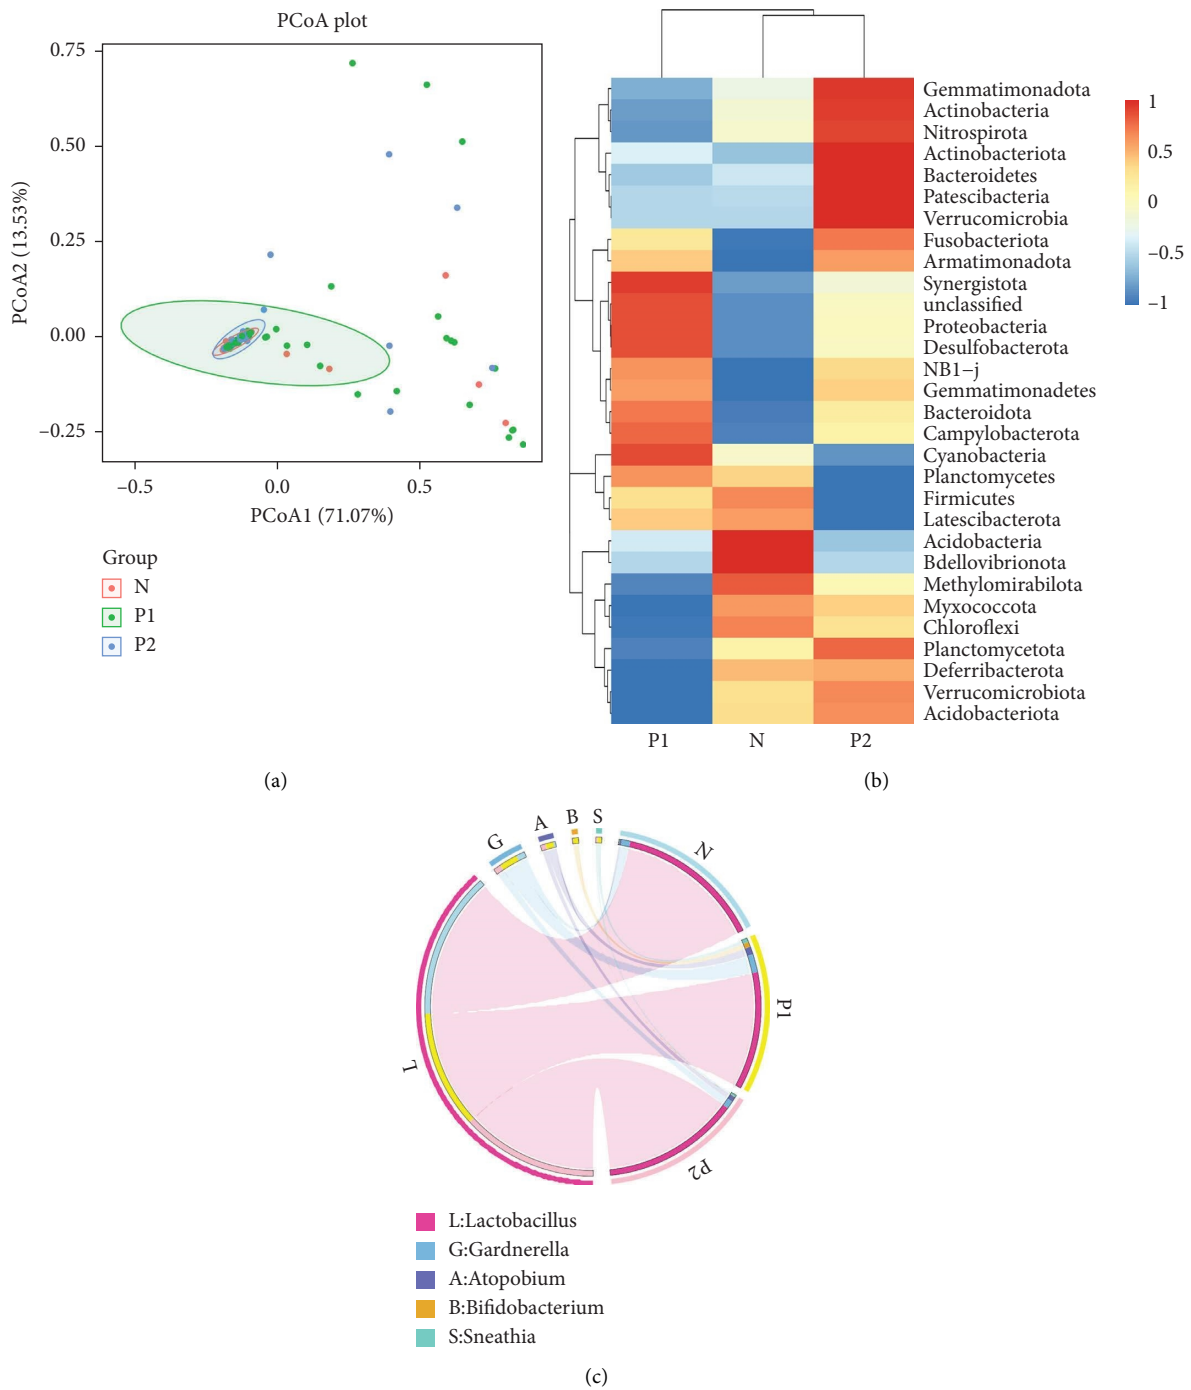 PCoA plot
0.75
0.50
0.25
0.00
−0.25
PCoA2 (13.53%)
−0.5
0.0
0.5
PCoA1 (71.07%)
Group
N
P1
P2
(a)
Gemmatimonadota
Actinobacteria
Nitrospirota
Actinobacteriota
Bacteroidetes
Patescibacteria
Verrucomicrobia
Fusobacteriota
Armatimonadota
Synergistota
unclassified
Proteobacteria
Desulfobacterota
NB1−j
Gemmatimonadetes
Bacteroidota
Campylobacterota
Cyanobacteria
Planctomycetes
Firmicutes
Latescibacterota
Acidobacteria
Bdellovibrionota
Methylomirabilota
Myxococcota
Chloroflexi
Planctomycetota
Deferribacterota
Verrucomicrobiota
Acidobacteriota
1
0.5
0
−0.5
−1
P1
N
P2
(b)
G
A
B
S
N
P1
P2
L
L:Lactobacillus
G:Gardnerella
A:Atopobium
B:Bifidobacterium
S:Sneathia
(c)